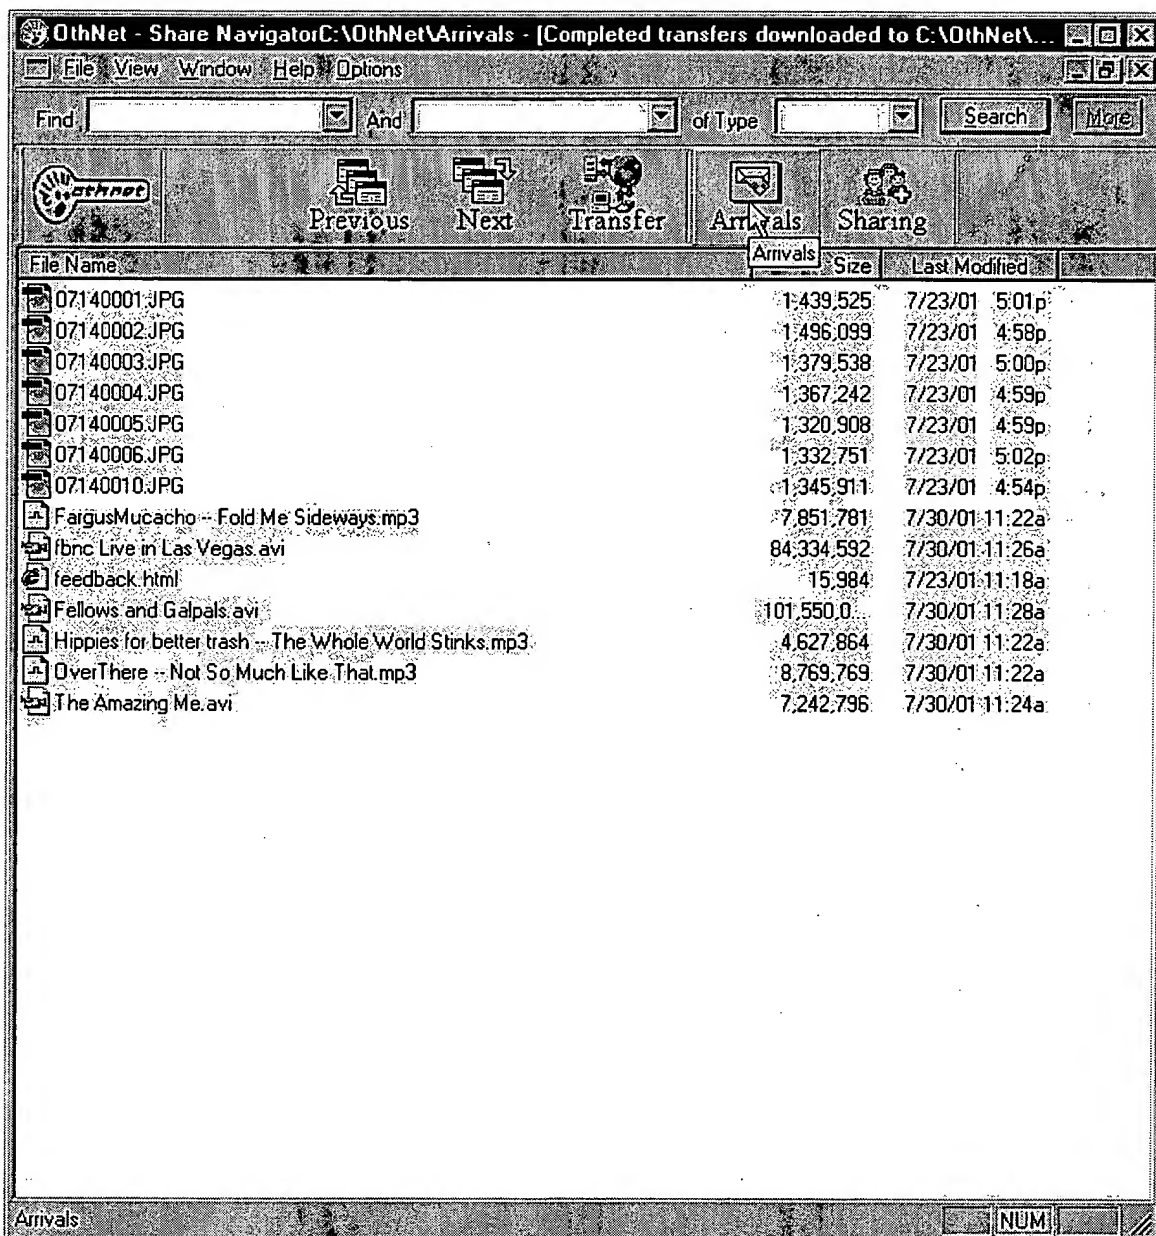 OthNet - Share NavigatorC:\OthNet\Arrivals - [Completed transfers downloaded to C:\OthNet\...
File View Window Help Options
Find And of Type Search More
othnet Previous Next Transfer Arrivals Sharing
Arrivals
File Name Size Last Modified
07140001.JPG 1,439,525 7/23/01 5:01p
07140002.JPG 1,496,099 7/23/01 4:58p
07140003.JPG 1,379,538 7/23/01 5:00p
07140004.JPG 1,367,242 7/23/01 4:59p
07140005.JPG 1,320,908 7/23/01 4:59p
07140006.JPG 1,332,751 7/23/01 5:02p
07140010.JPG 1,345,911 7/23/01 4:54p
FargusMucacho -- Fold Me Sideways.mp3 7,851,781 7/30/01 11:22a
fbnc Live in Las Vegas.avi 84,334,592 7/30/01 11:26a
feedback.html 15,984 7/23/01 11:18a
Fellows and Galpals.avi 101,550,0... 7/30/01 11:28a
Hippies for better trash -- The Whole World Stinks.mp3 4,627,864 7/30/01 11:22a
OverThere -- Not So Much Like That.mp3 8,769,769 7/30/01 11:22a
The Amazing Me.avi 7,242,796 7/30/01 11:24a
Arrivals NUM